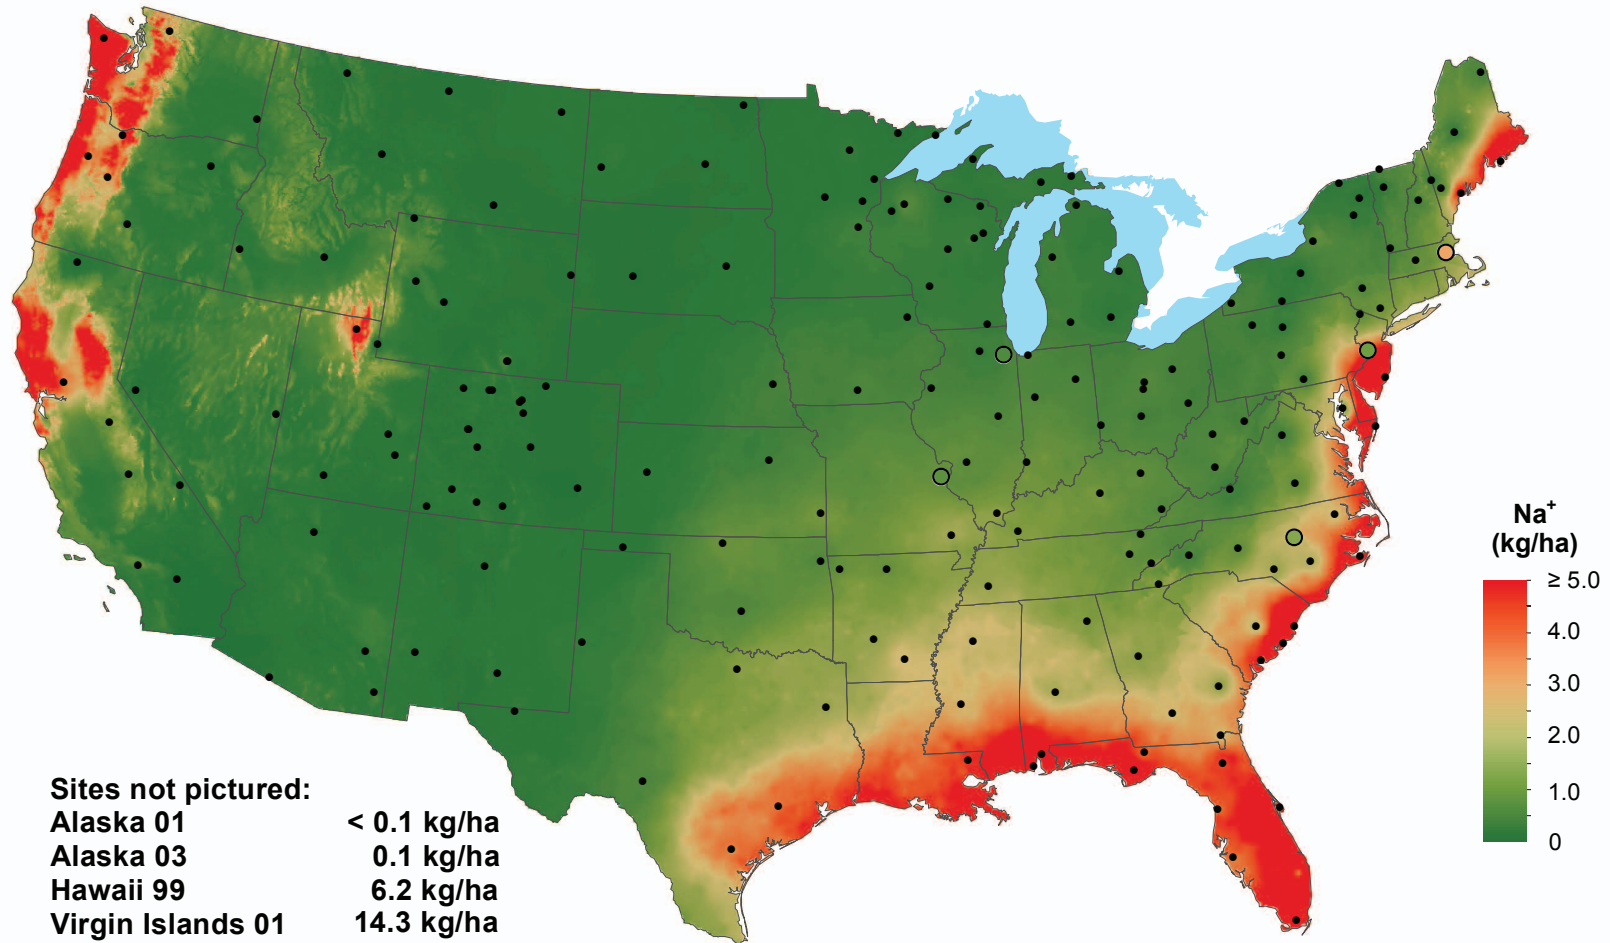 Na+
(kg/ha)
≥ 5.0
4.0
3.0
2.0
1.0
0
Sites not pictured:
Alaska 01 < 0.1 kg/ha
Alaska 03 0.1 kg/ha
Hawaii 99 6.2 kg/ha
Virgin Islands 01 14.3 kg/ha